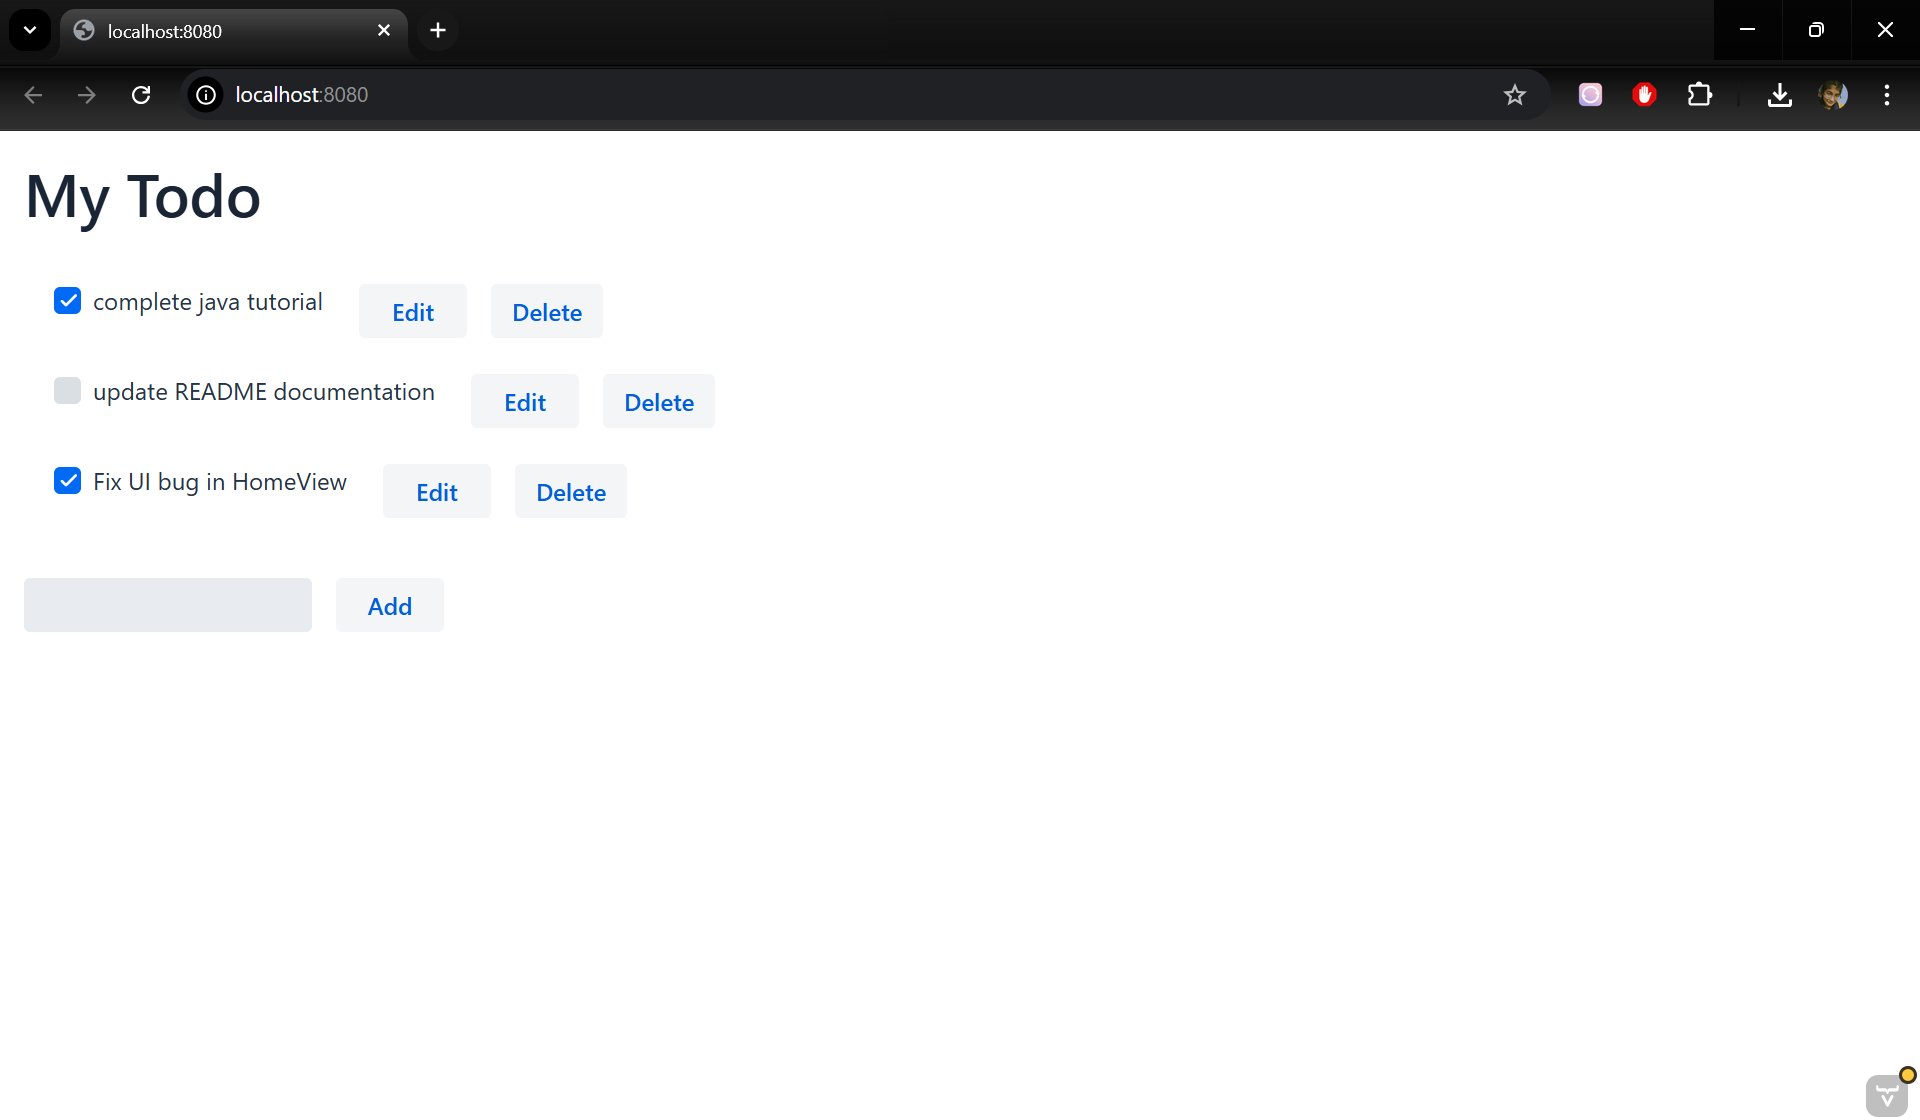 localhost:8080
localhost:8080
My Todo
complete java tutorial Edit Delete
update README documentation Edit Delete
Fix UI bug in HomeView Edit Delete
Add